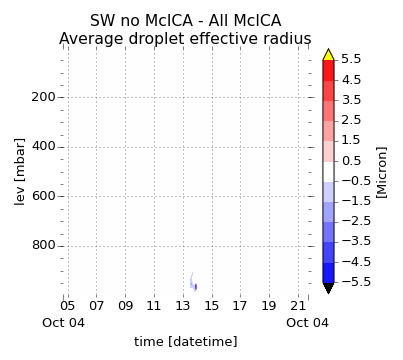 SW no McICA - All McICA
Average droplet effective radius
5.5
4.5
3.5
2.5
1.5
0.5
−0.5
−1.5
−2.5
−3.5
−4.5
−5.5
[Micron]
lev [mbar]
200
400
600
800
05 07 09 11 13 15 17 19 21
Oct 04 Oct 04
time [datetime]